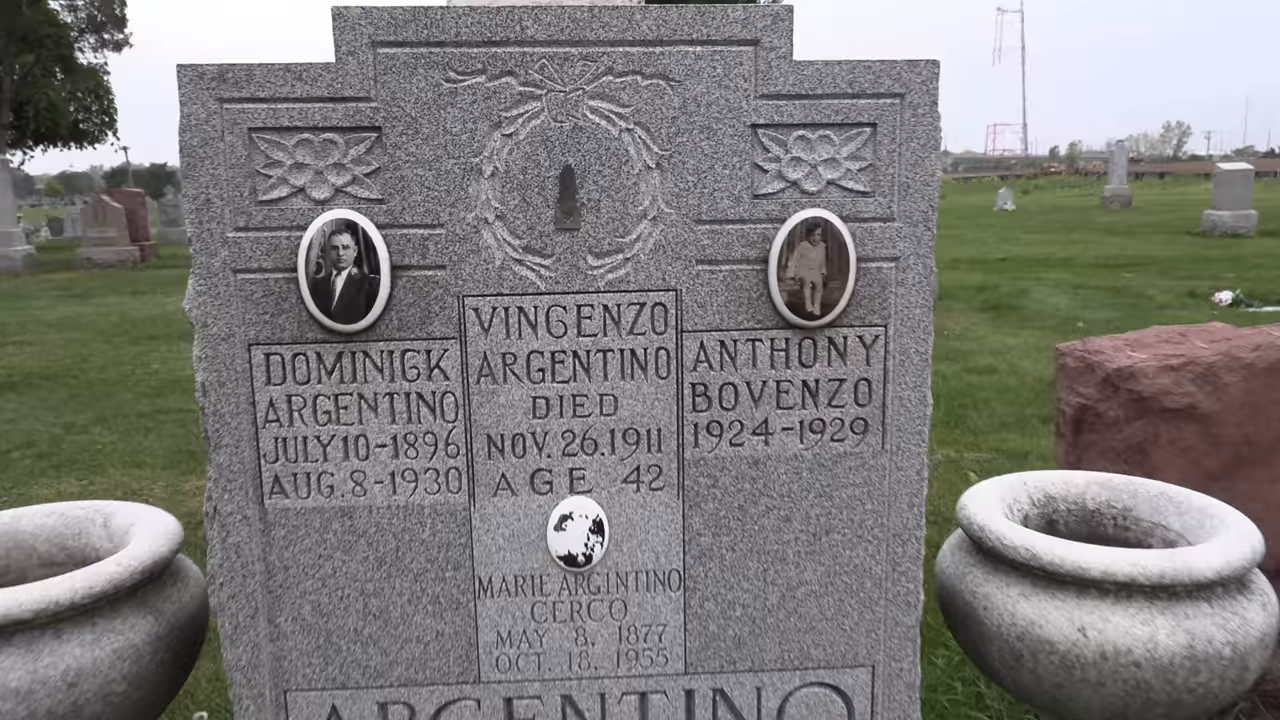 DOMINICK
ARGENTINO
JULY 10-1896
AUG. 8-1930
VINCENZO
ARGENTINO
DIED
NOV. 26. 1911
AGE 42
ANTHONY
BOVENZO
1924-1929
MARIE ARGINTINO
CERCO
MAY 8, 1877
OCT. 18, 1955
ARGENTINO